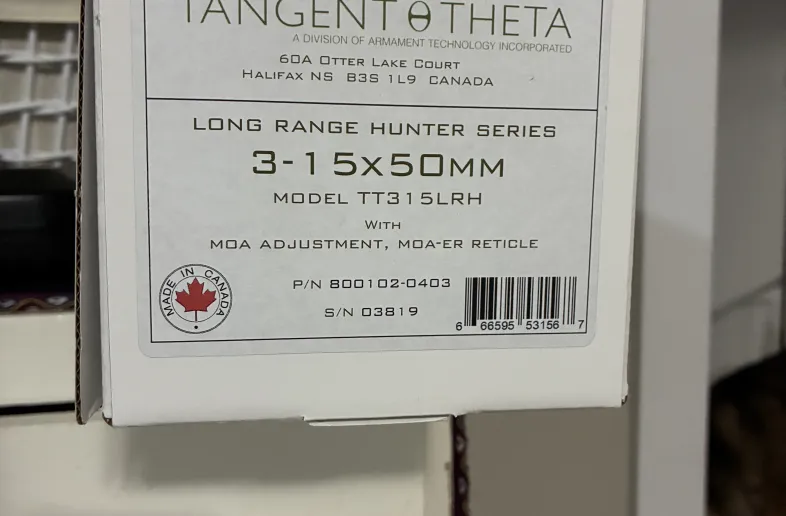 TANGENT θ THETA
A DIVISION OF ARMAMENT TECHNOLOGY INCORPORATED
60A OTTER LAKE COURT
HALIFAX NS B3S 1L9 CANADA
LONG RANGE HUNTER SERIES
3-15x50MM
MODEL TT315LRH
WITH
MOA ADJUSTMENT, MOA-ER RETICLE
MADE IN CANADA
P/N 800102-0403
S/N 03819
6 66595 53156 7